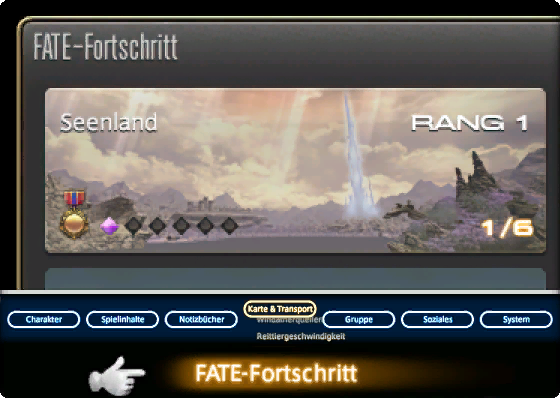 FATE-Fortschritt
Seenland RANG 1
1/6
Charakter Spielinhalte Notizbücher Karte & Transport Gruppe Soziales System
Windätherquellen
Reittiergeschwindigkeit
FATE-Fortschritt